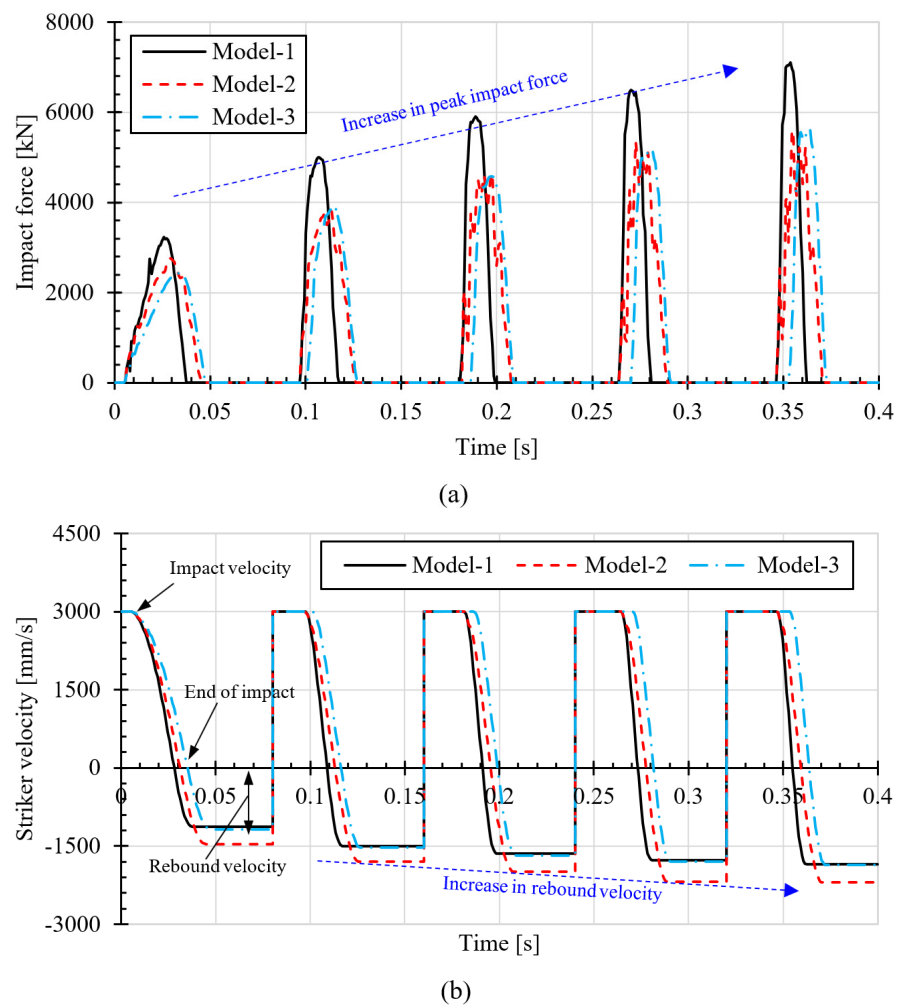 8000
6000
4000
2000
0
Impact force [kN]
Model-1
Model-2
Model-3
Increase in peak impact force
0 0.05 0.1 0.15 0.2 0.25 0.3 0.35 0.4
Time [s]
(a)
4500
3000
1500
0
-1500
-3000
Striker velocity [mm/s]
Model-1 Model-2 Model-3
Impact velocity
End of impact
0 0.05 0.1 0.15 0.2 0.25 0.3 0.35 0.4
Rebound velocity
Increase in rebound velocity
Time [s]
(b)